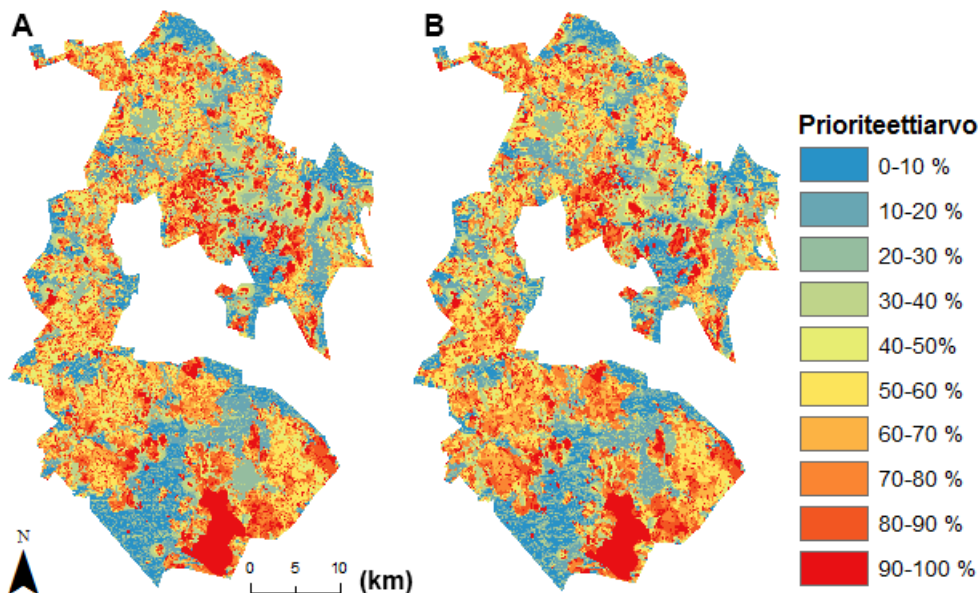 A
B
Prioriteettiarvo
0-10 %
10-20 %
20-30 %
30-40 %
40-50%
50-60 %
60-70 %
70-80 %
80-90 %
90-100 %
N
0 5 10 (km)